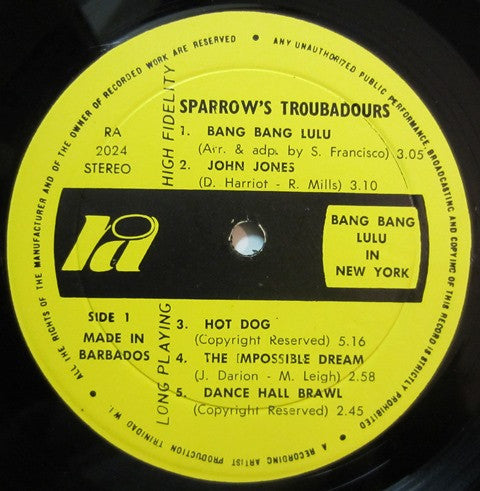 ALL THE RIGHTS OF THE MANUFACTURER AND OF THE OWNER OF RECORDED WORK ARE RESERVED • ANY UNAUTHORIZED PUBLIC PERFORMANCE, BROADCASTING AND COPYING OF THIS RECORD IS STRICTLY PROHIBITED
HIGH FIDELITY
SPARROW'S TROUBADOURS
RA
2024
STEREO
1. BANG BANG LULU
(Arr. & adp. by S. Francisco) 3.05
2. JOHN JONES
(D. Harriot - R. Mills) 3.10
ra
BANG BANG
LULU
IN
NEW YORK
SIDE 1
MADE IN
BARBADOS
LONG PLAYING
3. HOT DOG
(Copyright Reserved) 5.16
4. THE IMPOSSIBLE DREAM
(J. Darion - M. Leigh) 2.58
5. DANCE HALL BRAWL
(Copyright Reserved) 2.45
• A RECORDING ARTIST PRODUCTION TRINIDAD W.I. •